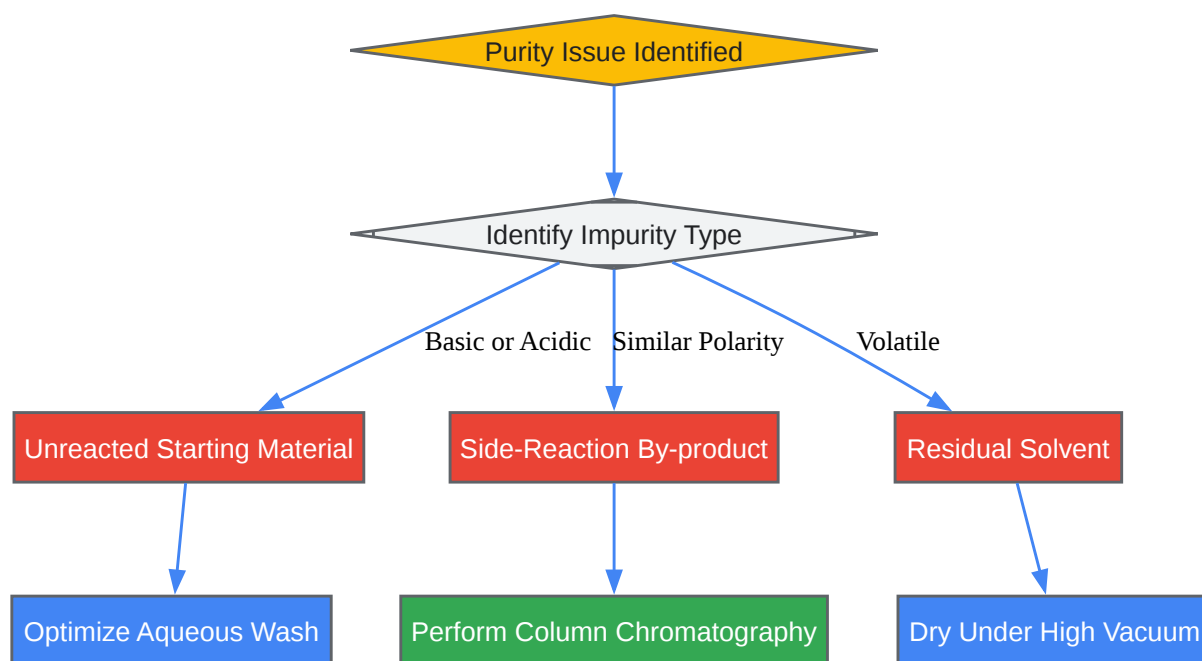 Purity Issue Identified
Identify Impurity Type
Basic or Acidic
Similar Polarity
Volatile
Unreacted Starting Material
Side-Reaction By-product
Residual Solvent
Optimize Aqueous Wash
Perform Column Chromatography
Dry Under High Vacuum